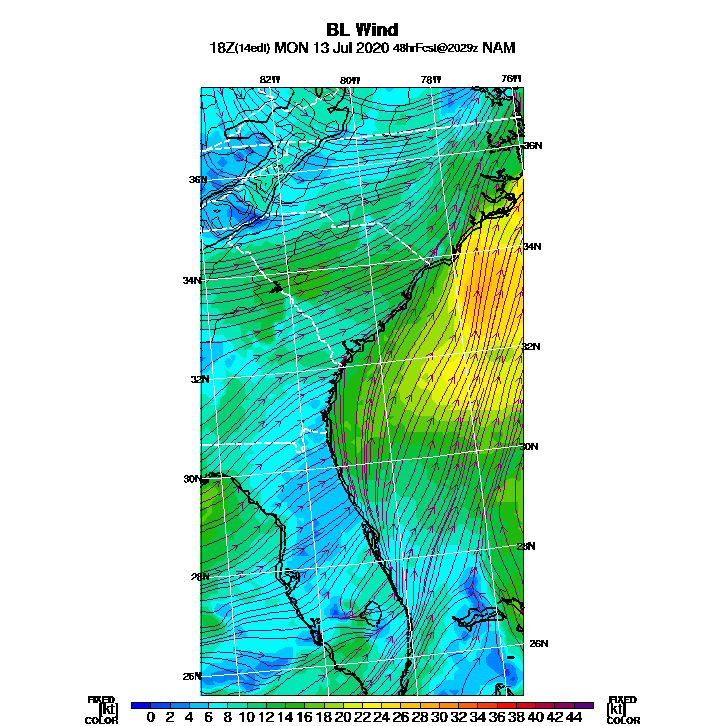 BL Wind
18Z(14edt) MON 13 Jul 2020 48hrFcst@2029z NAM
82W 80W 78W 76W
36N
36N
34N
34N
32N
32N
30N
30N
28N
28N
26N
26N
FIXED FIXED
[kt] 0 2 4 6 8 10 12 14 16 18 20 22 24 26 28 30 32 34 36 38 40 42 44 [kt]
COLOR COLOR